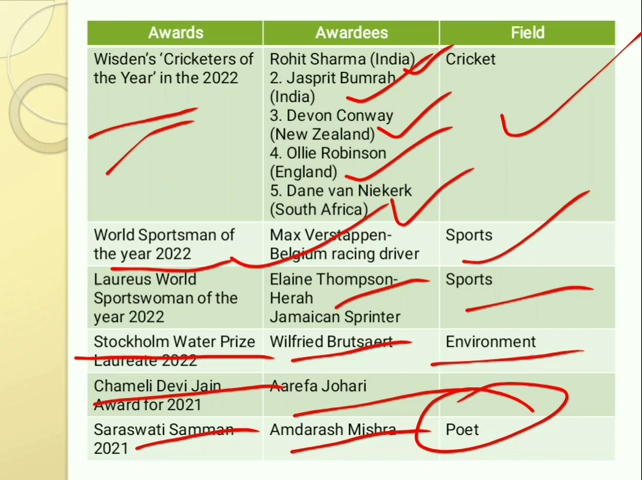 Awards Awardees Field
Wisden's 'Cricketers of the Year' in the 2022
Rohit Sharma (India)
2. Jasprit Bumrah (India)
3. Devon Conway (New Zealand)
4. Ollie Robinson (England)
5. Dane van Niekerk (South Africa)
Cricket
World Sportsman of the year 2022
Max Verstappen- Belgium racing driver
Sports
Laureus World Sportswoman of the year 2022
Elaine Thompson-Herah
Jamaican Sprinter
Sports
Stockholm Water Prize Laureate 2022
Wilfried Brutsaert
Environment
Chameli Devi Jain Award for 2021
Aarefa Johari
Saraswati Samman 2021
Amdarash Mishra
Poet